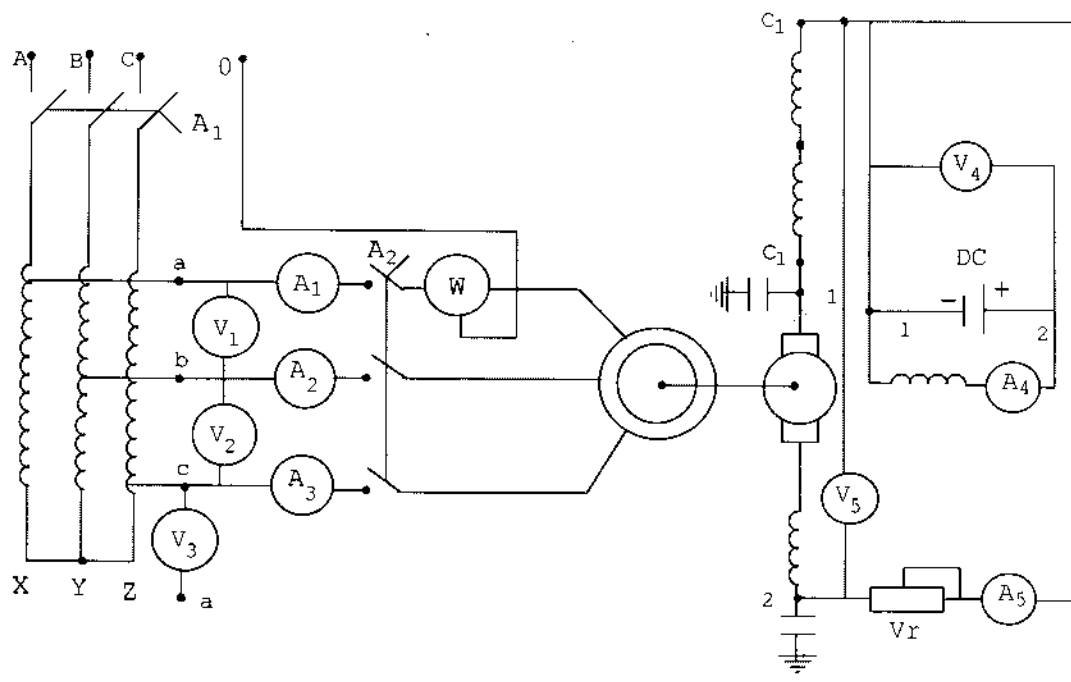 A B C 0
A₁
C₁
V₄
A₂
C₁
DC
a A₁ W
− +
V₁
1
1 2
b A₂
A₄
V₂
c A₃
V₅
V₃
X Y Z a
2
A₅
Vr